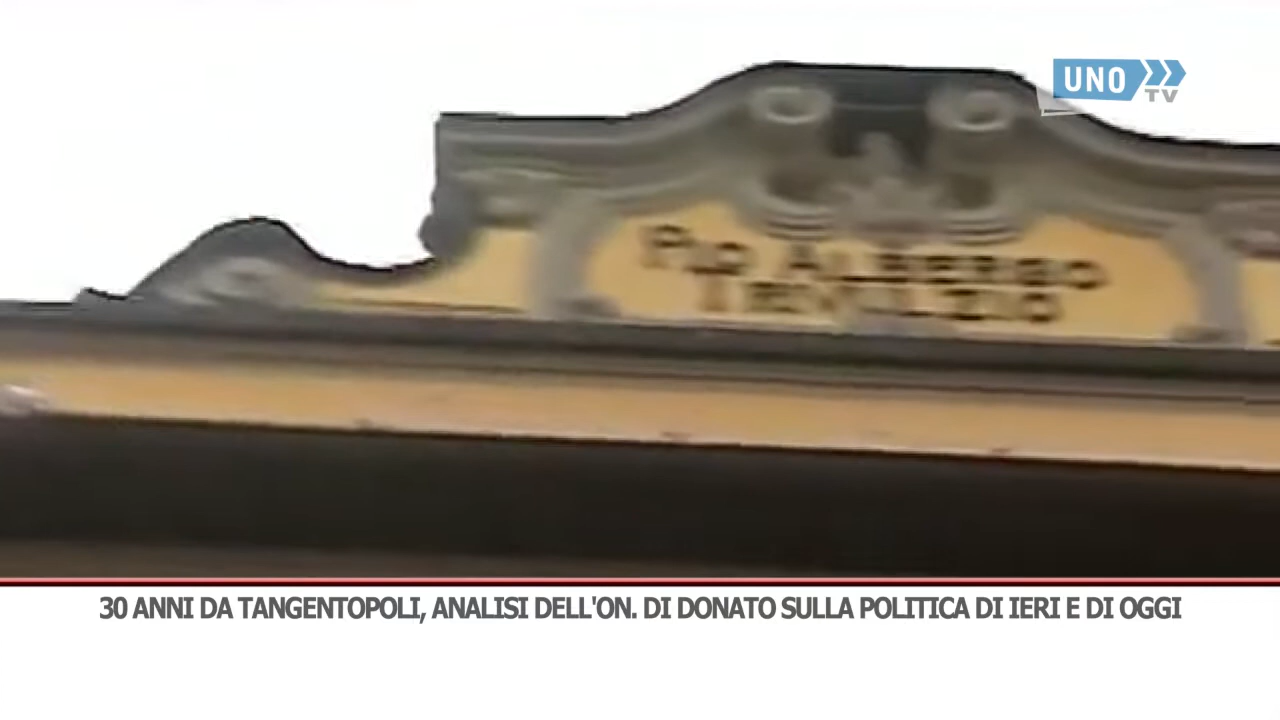 UNO
TV
PIO ALBERGO
TRIVULZIO
30 ANNI DA TANGENTOPOLI, ANALISI DELL'ON. DI DONATO SULLA POLITICA DI IERI E DI OGGI